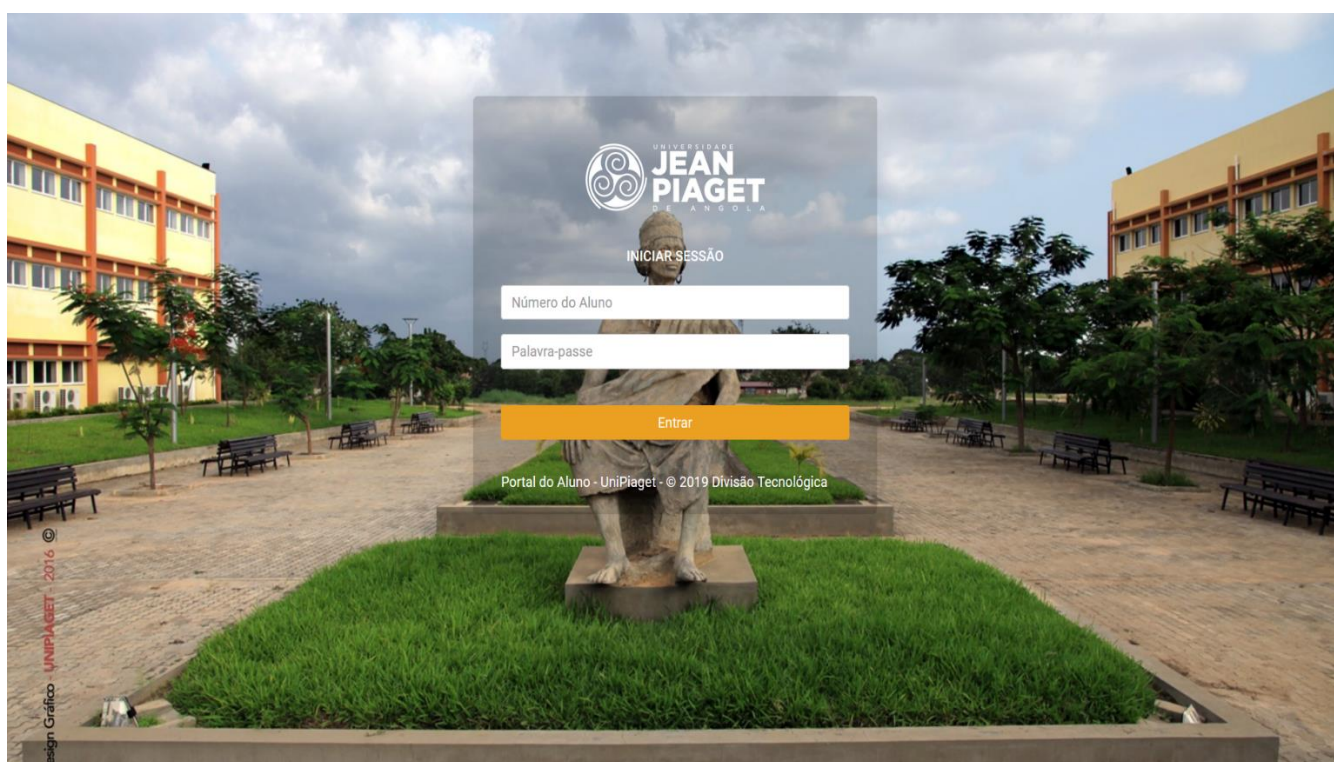 UNIVERSIDADE
JEAN
PIAGET
DE ANGOLA
INICIAR SESSÃO
Número do Aluno
Palavra-passe
Entrar
Portal do Aluno - UniPiaget - © 2019 Divisão Tecnológica
esign Gráfico - UNIPIAGET - 2016 ©